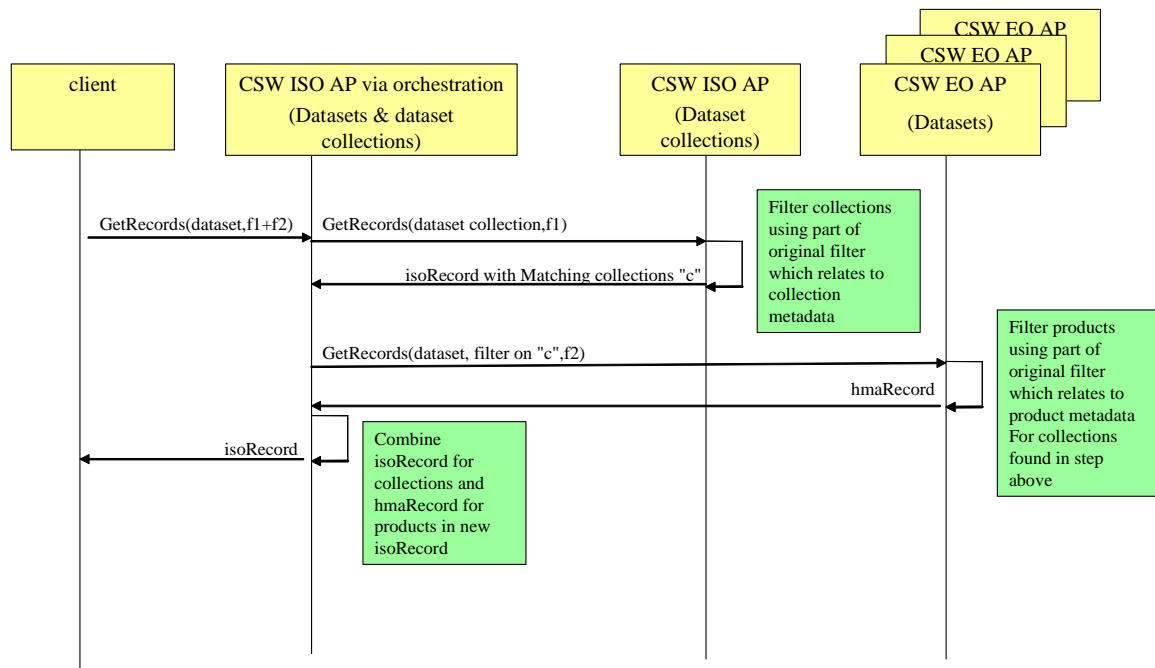 CSW EO AP
CSW EO AP
client
CSW ISO AP via orchestration
(Datasets & dataset
collections)
CSW ISO AP
(Dataset
collections)
CSW EO AP
(Datasets)
GetRecords(dataset,f1+f2)
GetRecords(dataset collection,f1)
isoRecord with Matching collections "c"
Filter collections
using part of
original filter
which relates to
collection
metadata
GetRecords(dataset, filter on "c",f2)
hmaRecord
Filter products
using part of
original filter
which relates to
product metadata
For collections
found in step
above
isoRecord
Combine
isoRecord for
collections and
hmaRecord for
products in new
isoRecord